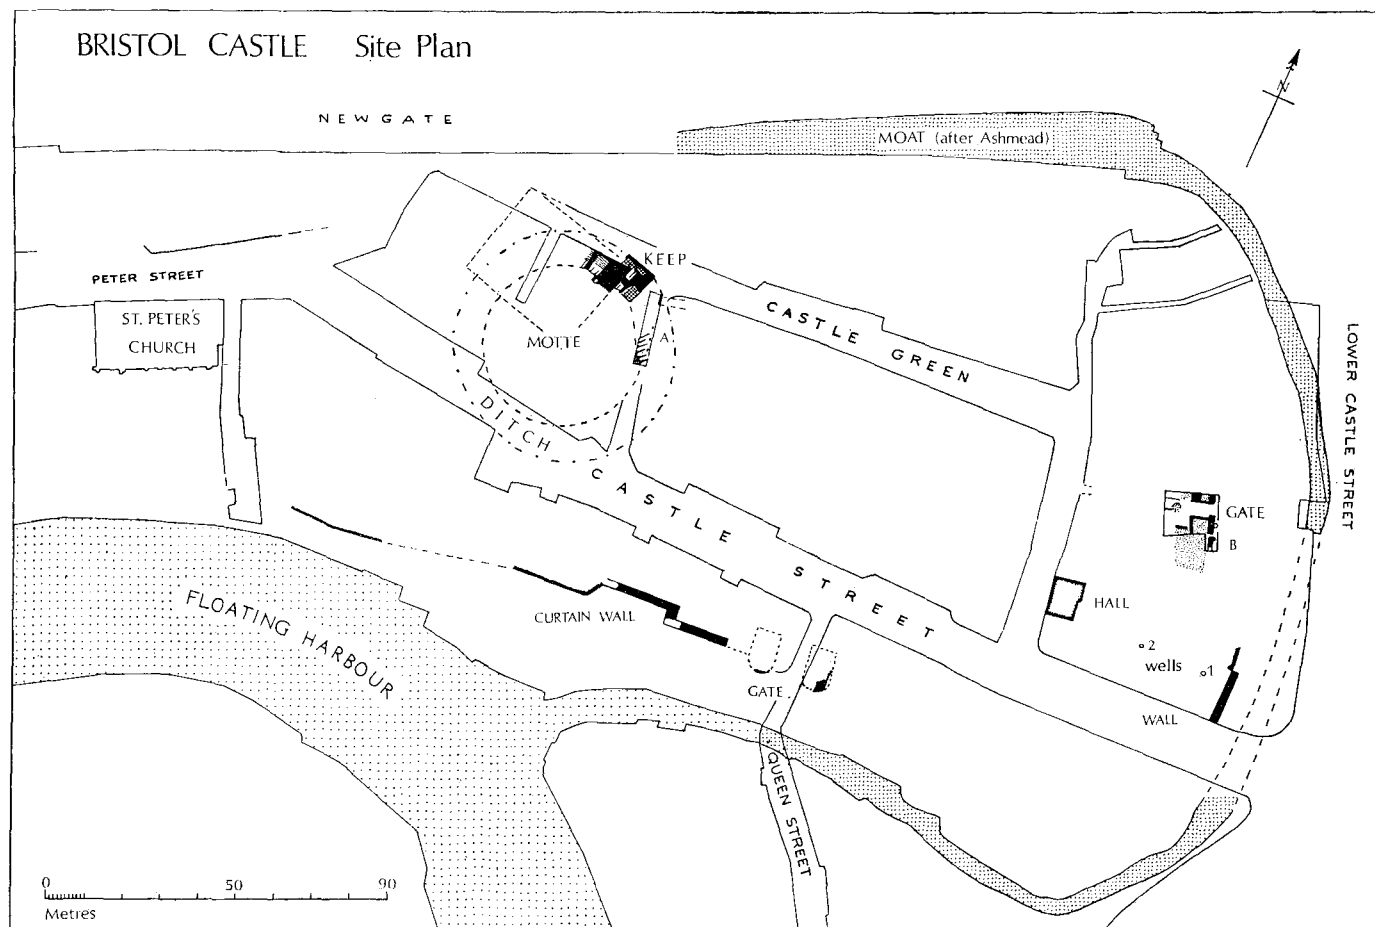 BRISTOL CASTLE Site Plan
NEWGATE
N
MOAT (after Ashmead)
KEEP
PETER STREET
ST. PETER'S
CHURCH
MOTTE
A
CASTLE GREEN
LOWER CASTLE STREET
DITCH
CASTLE STREET
GATE
B
FLOATING HARBOUR
CURTAIN WALL
HALL
2
wells
1
GATE
WALL
QUEEN STREET
0 50 90
Metres